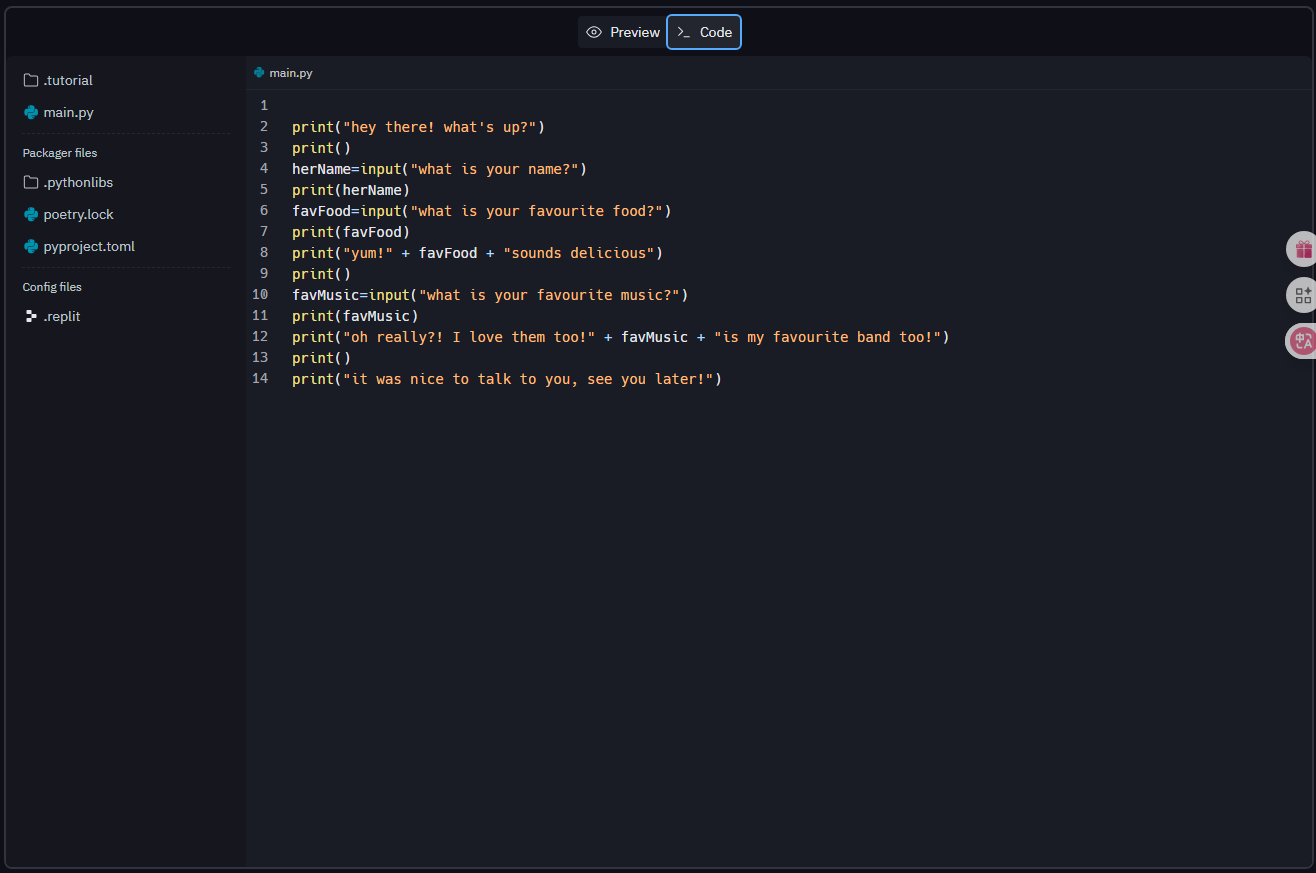 Preview
Code
.tutorial
main.py
Packager files
.pythonlibs
poetry.lock
pyproject.toml
Config files
.replit
main.py
1
2 print("hey there! what's up?")
3 print()
4 herName=input("what is your name?")
5 print(herName)
6 favFood=input("what is your favourite food?")
7 print(favFood)
8 print("yum!" + favFood + "sounds delicious")
9 print()
10 favMusic=input("what is your favourite music?")
11 print(favMusic)
12 print("oh really?! I love them too!" + favMusic + "is my favourite band too!")
13 print()
14 print("it was nice to talk to you, see you later!")